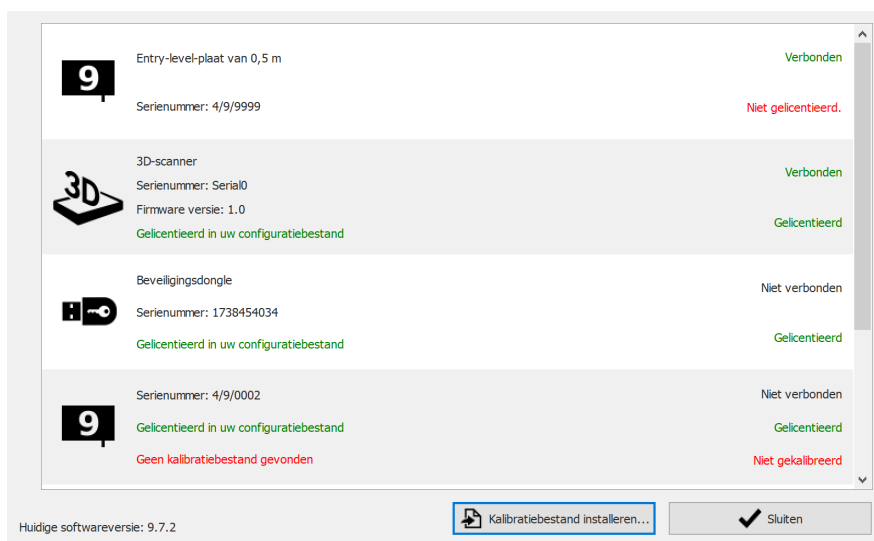 9
Entry-level-plaat van 0,5 m
Verbonden
Serienummer: 4/9/9999
Niet gelicentieerd.
3D
3D-scanner
Serienummer: Serial0
Verbonden
Firmware versie: 1.0
Gelicentieerd in uw configuratiebestand
Gelicentieerd
Beveiligingsdongle
Niet verbonden
Serienummer: 1738454034
Gelicentieerd in uw configuratiebestand
Gelicentieerd
9
Serienummer: 4/9/0002
Niet verbonden
Gelicentieerd in uw configuratiebestand
Gelicentieerd
Geen kalibratiebestand gevonden
Niet gekalibreerd
Huidige softwareversie: 9.7.2
Kalibratiebestand installeren...
Sluiten